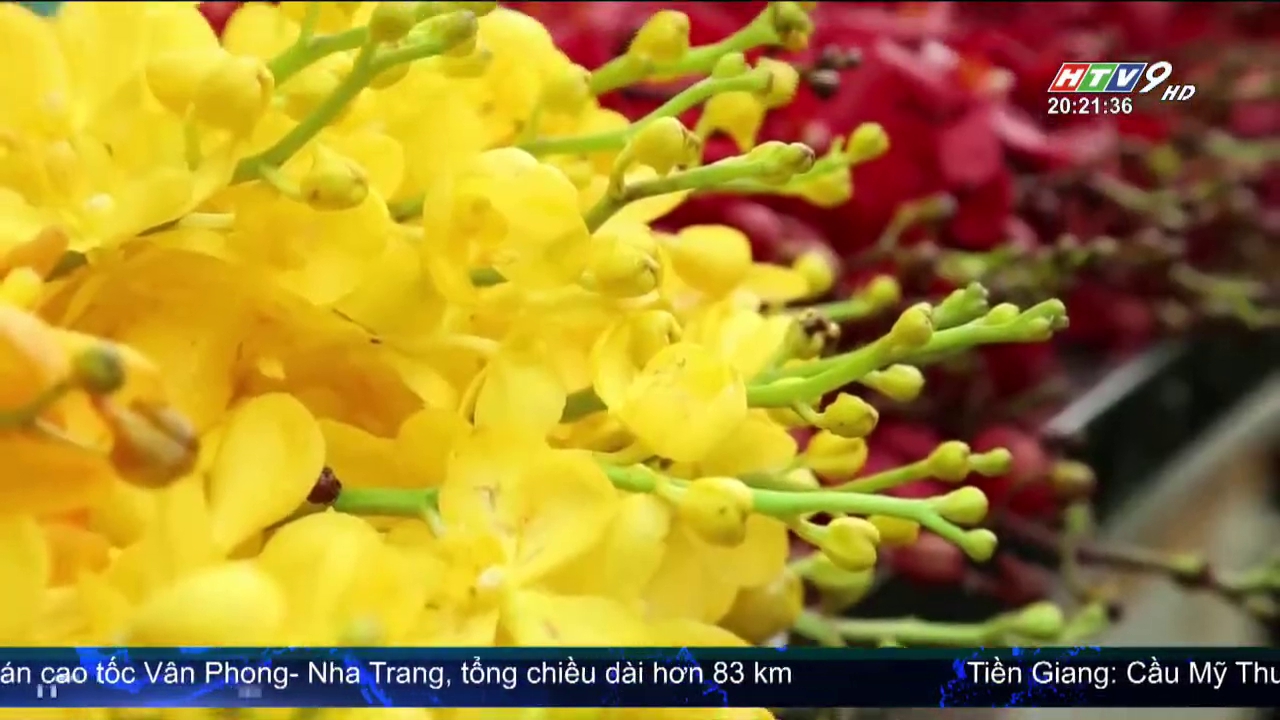 HTV9 HD
20:21:36
án cao tốc Vân Phong- Nha Trang, tổng chiều dài hơn 83 km Tiền Giang: Cầu Mỹ Thu